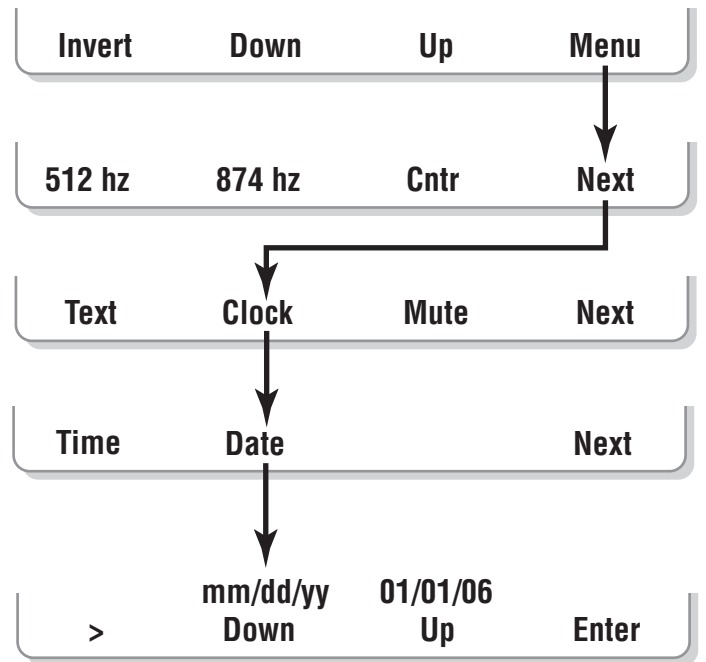 Invert Down Up Menu
512 hz 874 hz Cntr Next
Text Clock Mute Next
Time Date Next
mm/dd/yy 01/01/06
> Down Up Enter